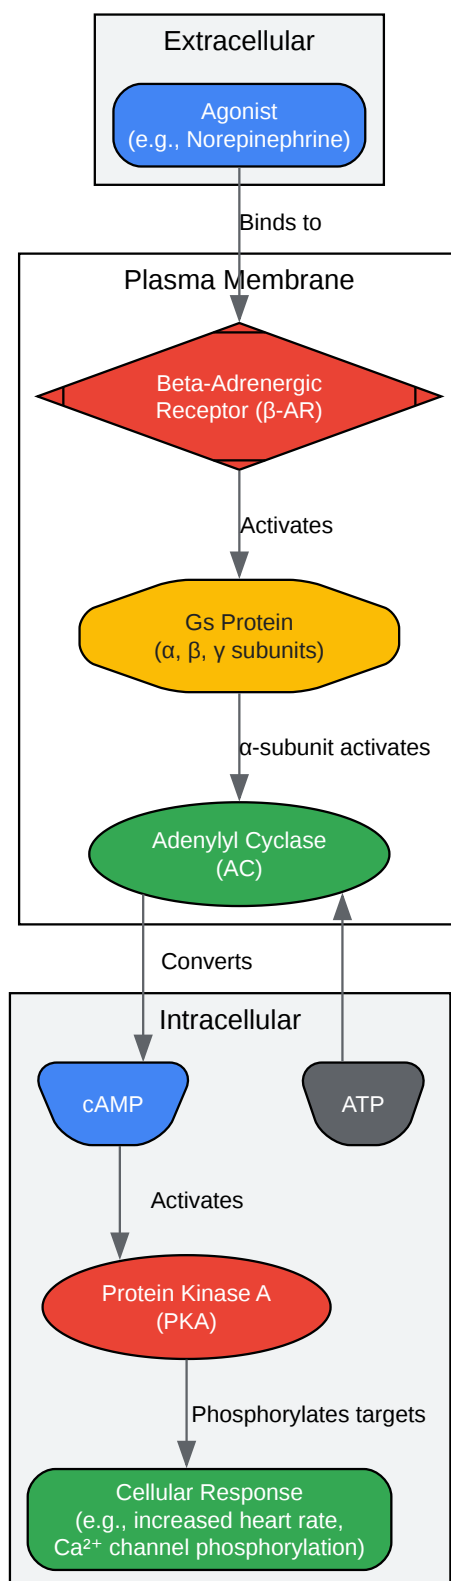 Extracellular
Agonist
(e.g., Norepinephrine)
Binds to
Plasma Membrane
Beta-Adrenergic
Receptor (β-AR)
Activates
Gs Protein
(α, β, γ subunits)
α-subunit activates
Adenylyl Cyclase
(AC)
Converts
Intracellular
cAMP
ATP
Activates
Protein Kinase A
(PKA)
Phosphorylates targets
Cellular Response
(e.g., increased heart rate,
Ca²⁺ channel phosphorylation)